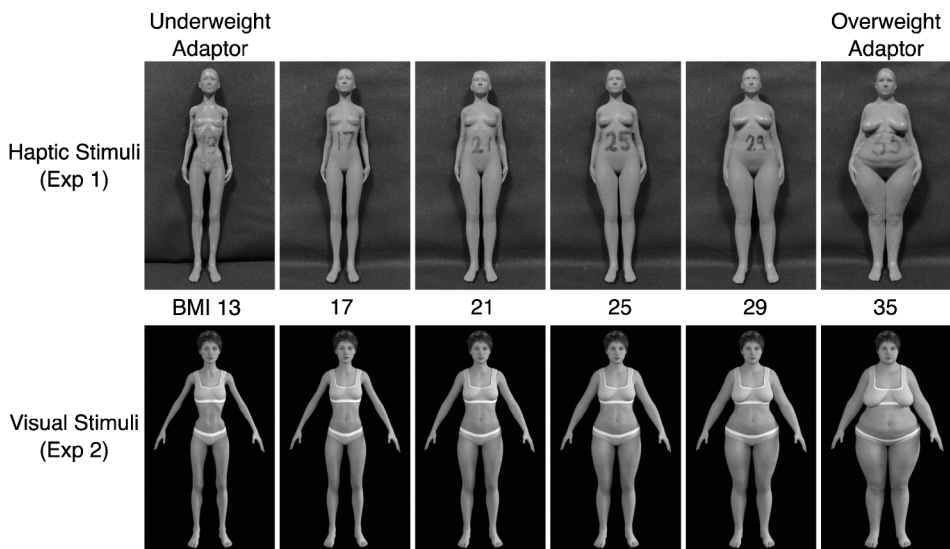 Underweight
Adaptor
Overweight
Adaptor
Haptic Stimuli
(Exp 1)
17
21
25
29
35
BMI 13
17
21
25
29
35
Visual Stimuli
(Exp 2)